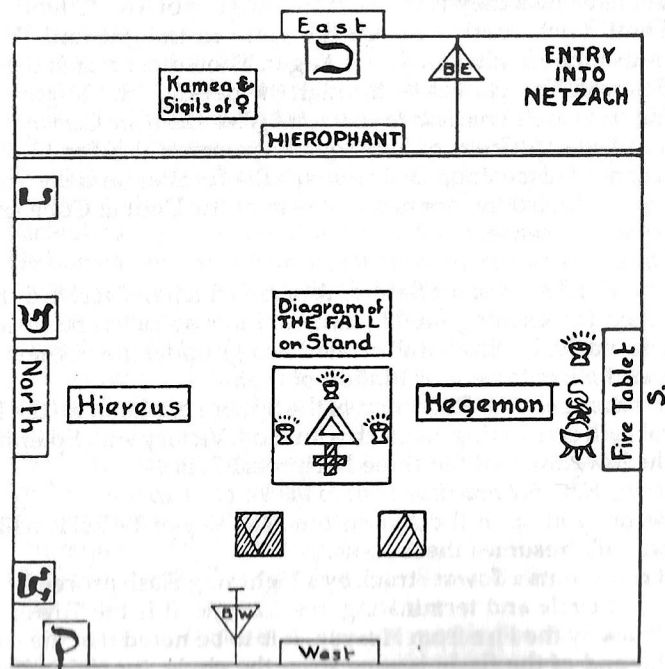 East
B E
ENTRY
INTO
NETZACH
Kamea &
Sigils of ♀
HIEROPHANT
Diagram of
THE FALL
on Stand
North
Hiereus
Hegemon
Fire Tablet
S.
B W
West